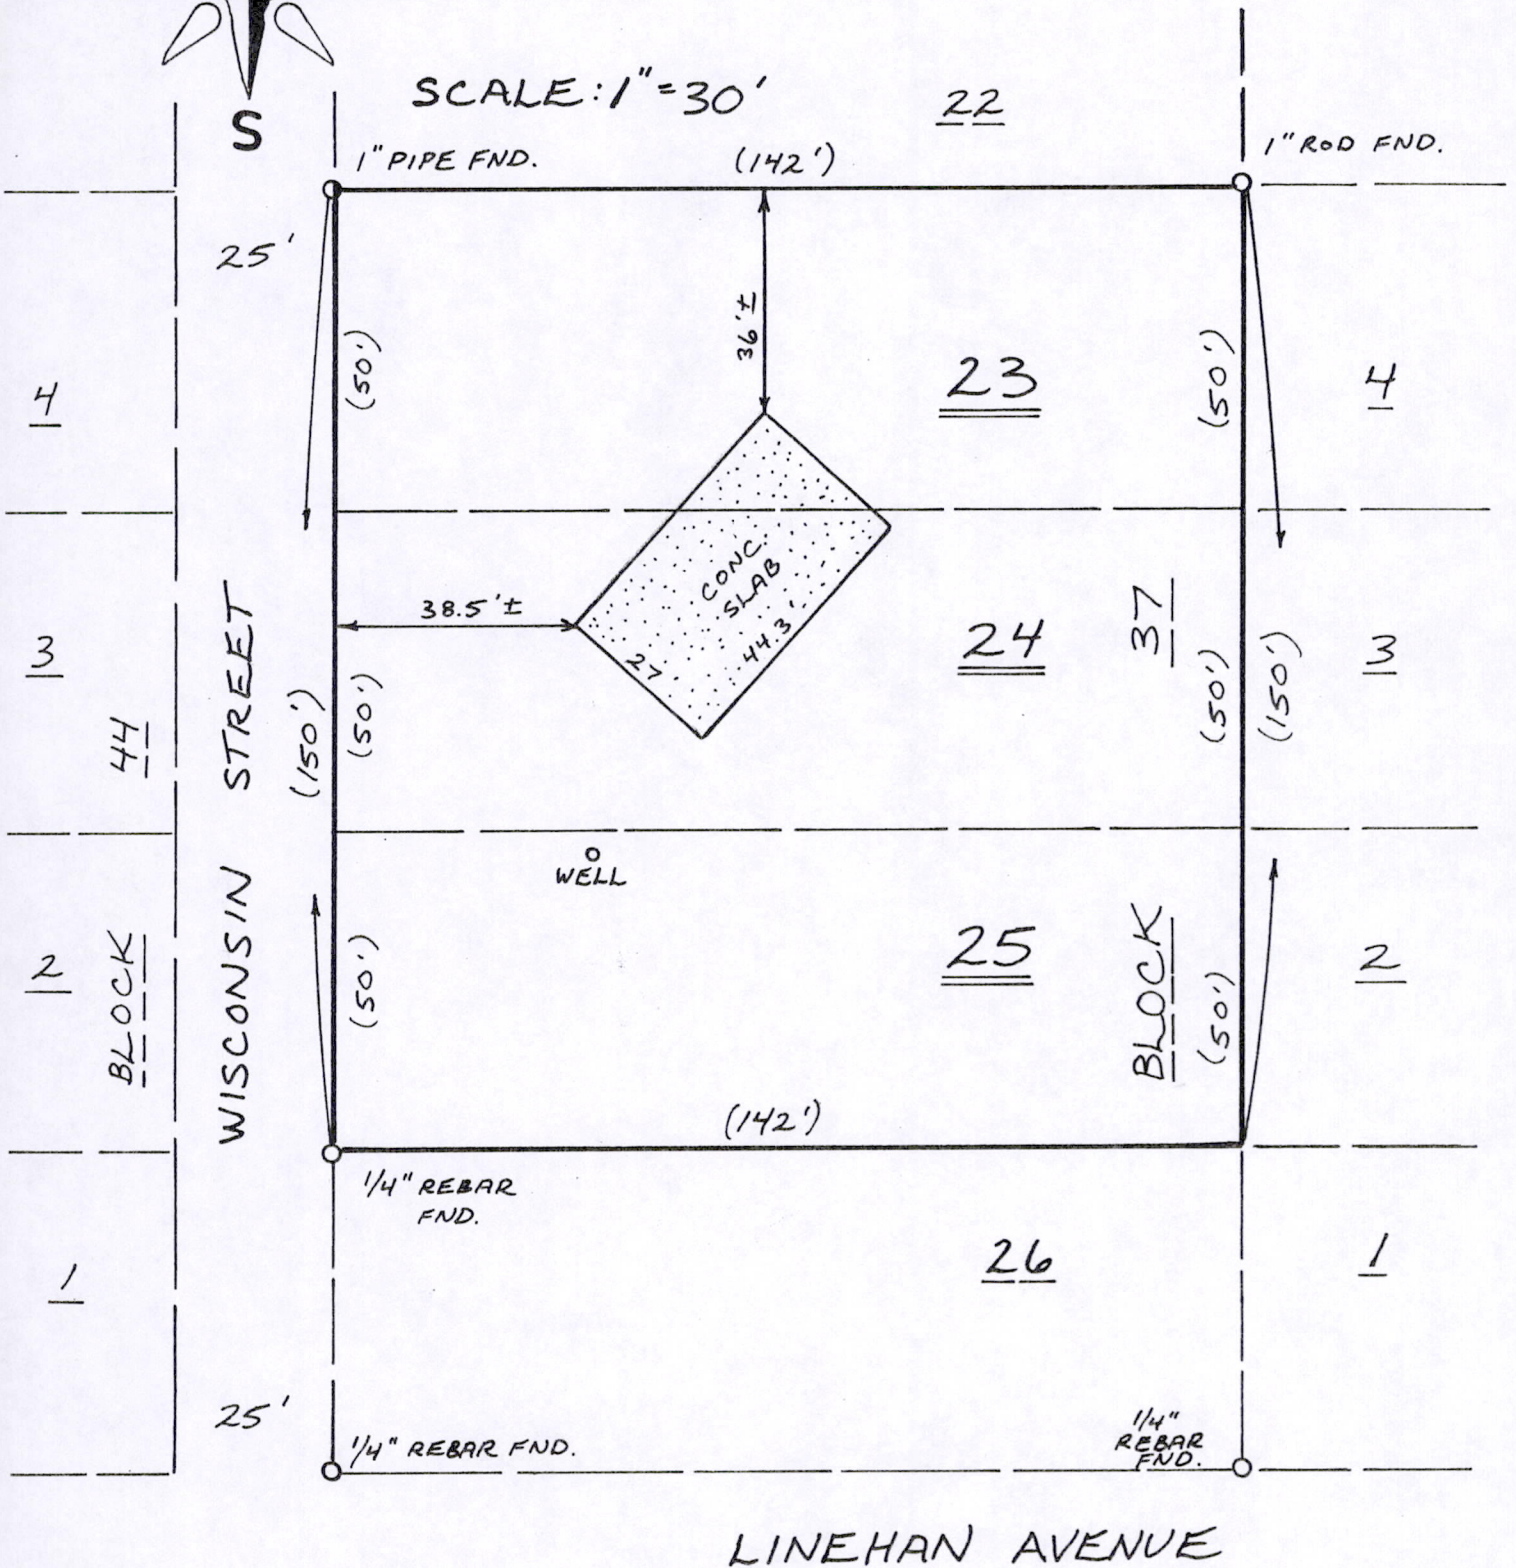 S
SCALE: 1" = 30'
22
1" PIPE FND.
(142')
1" ROD FND.
25'
(50')
36'±
23
(50')
4
4
CONC.
SLAB
38.5'±
27
44.3'
24
37
3
3
(150')
(50')
(50')
(150')
44
WISCONSIN STREET
WELL
25
BLOCK
2
2
BLOCK
(50')
(50')
(142')
1/4" REBAR
FND.
26
1
1
25'
1/4" REBAR FND.
1/4"
REBAR
FND.
LINEHAN AVENUE